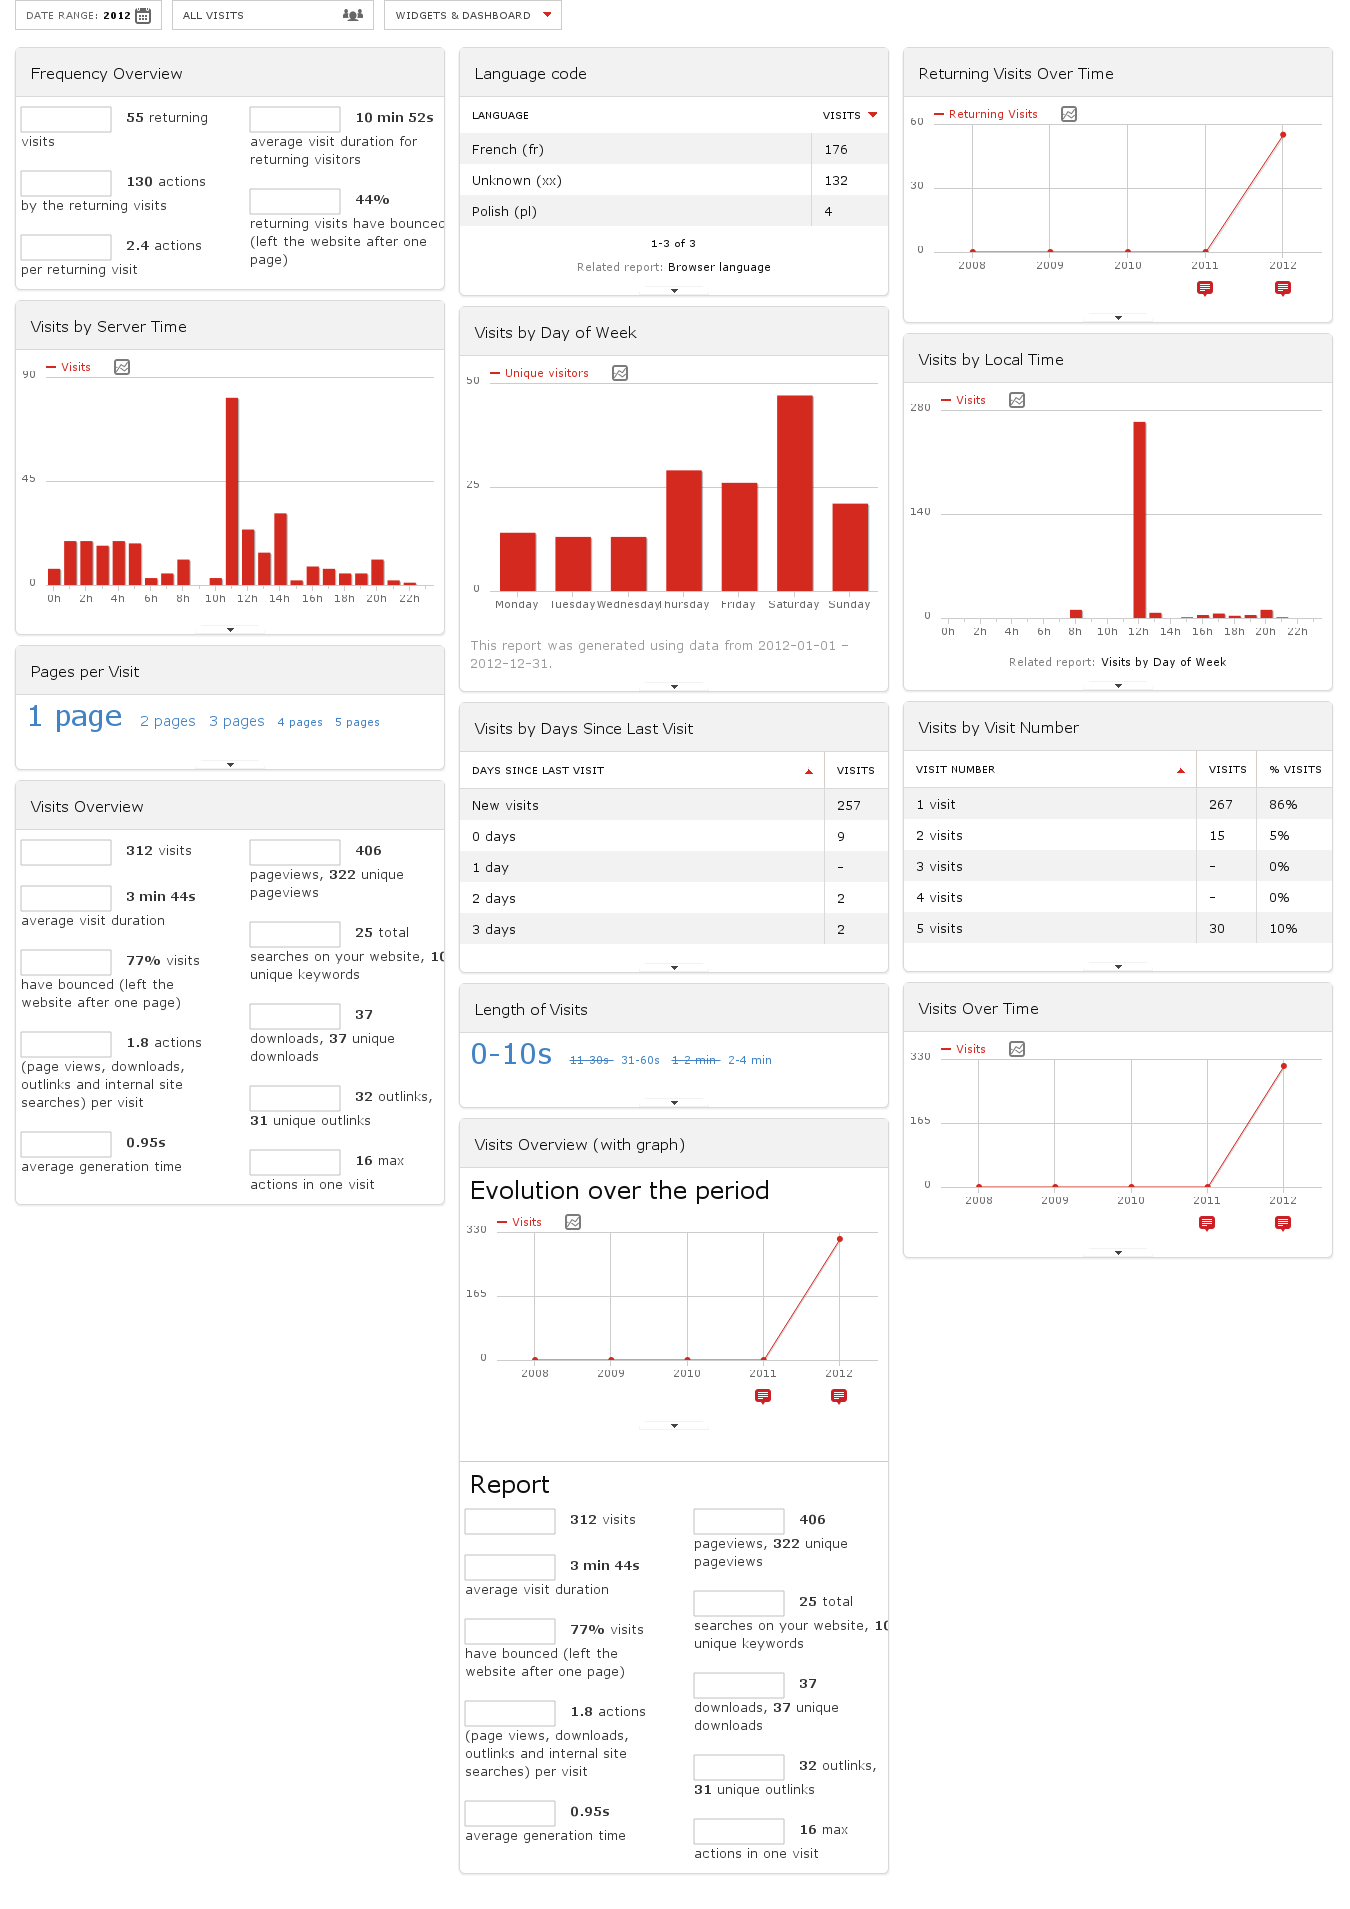 DATE RANGE: 2012
ALL VISITS
WIDGETS & DASHBOARD
Frequency Overview
55 returning
visits
130 actions
by the returning visits
2.4 actions
per returning visit
10 min 52s
average visit duration for
returning visitors
44%
returning visits have bounced
(left the website after one
page)
Visits by Server Time
Visits
90
45
0
0h 2h 4h 6h 8h 10h 12h 14h 16h 18h 20h 22h
Pages per Visit
1 page 2 pages 3 pages 4 pages 5 pages
Visits Overview
312 visits
3 min 44s
average visit duration
77% visits
have bounced (left the
website after one page)
1.8 actions
(page views, downloads,
outlinks and internal site
searches) per visit
0.95s
average generation time
406
pageviews, 322 unique
pageviews
25 total
searches on your website, 10
unique keywords
37
downloads, 37 unique
downloads
32 outlinks,
31 unique outlinks
16 max
actions in one visit
Language code
LANGUAGE VISITS
French (fr) 176
Unknown (xx) 132
Polish (pl) 4
1-3 of 3
Related report: Browser language
Visits by Day of Week
Unique visitors
50
25
0
Monday Tuesday Wednesday Thursday Friday Saturday Sunday
This report was generated using data from 2012-01-01 –
2012-12-31.
Visits by Days Since Last Visit
DAYS SINCE LAST VISIT VISITS
New visits 257
0 days 9
1 day -
2 days 2
3 days 2
Length of Visits
0-10s 11-30s 31-60s 1-2 min 2-4 min
Visits Overview (with graph)
Evolution over the period
Visits
330
165
0
2008 2009 2010 2011 2012
Report
312 visits
3 min 44s
average visit duration
77% visits
have bounced (left the
website after one page)
1.8 actions
(page views, downloads,
outlinks and internal site
searches) per visit
0.95s
average generation time
406
pageviews, 322 unique
pageviews
25 total
searches on your website, 10
unique keywords
37
downloads, 37 unique
downloads
32 outlinks,
31 unique outlinks
16 max
actions in one visit
Returning Visits Over Time
Returning Visits
60
30
0
2008 2009 2010 2011 2012
Visits by Local Time
Visits
280
140
0
0h 2h 4h 6h 8h 10h 12h 14h 16h 18h 20h 22h
Related report: Visits by Day of Week
Visits by Visit Number
VISIT NUMBER VISITS % VISITS
1 visit 267 86%
2 visits 15 5%
3 visits - 0%
4 visits - 0%
5 visits 30 10%
Visits Over Time
Visits
330
165
0
2008 2009 2010 2011 2012